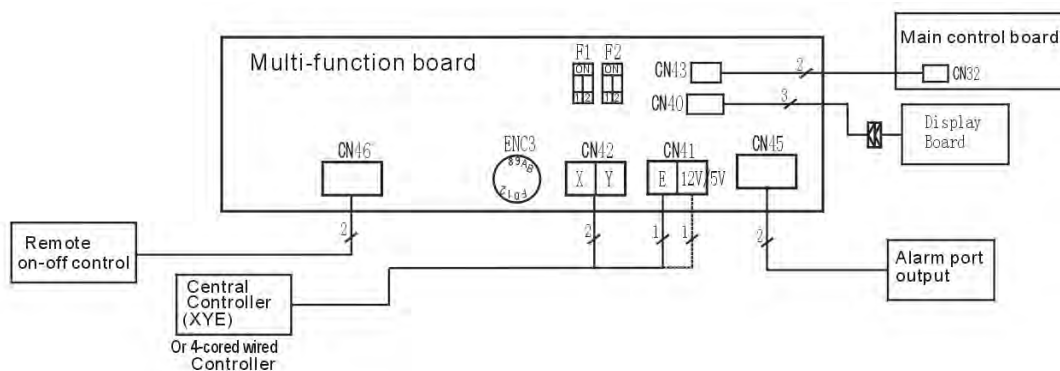 Multi-function board
F1 F2
ON ON
1 2 1 2
CN43
2
Main control board
CN32
CN40
3
Display
Board
CN46
ENC3
89AB
F012
CN42
X Y
CN41
E 12V/5V
CN45
2
2
1
1
2
Remote
on-off control
Central
Controller
(XYE)
Or 4-cored wired
Controller
Alarm port
output